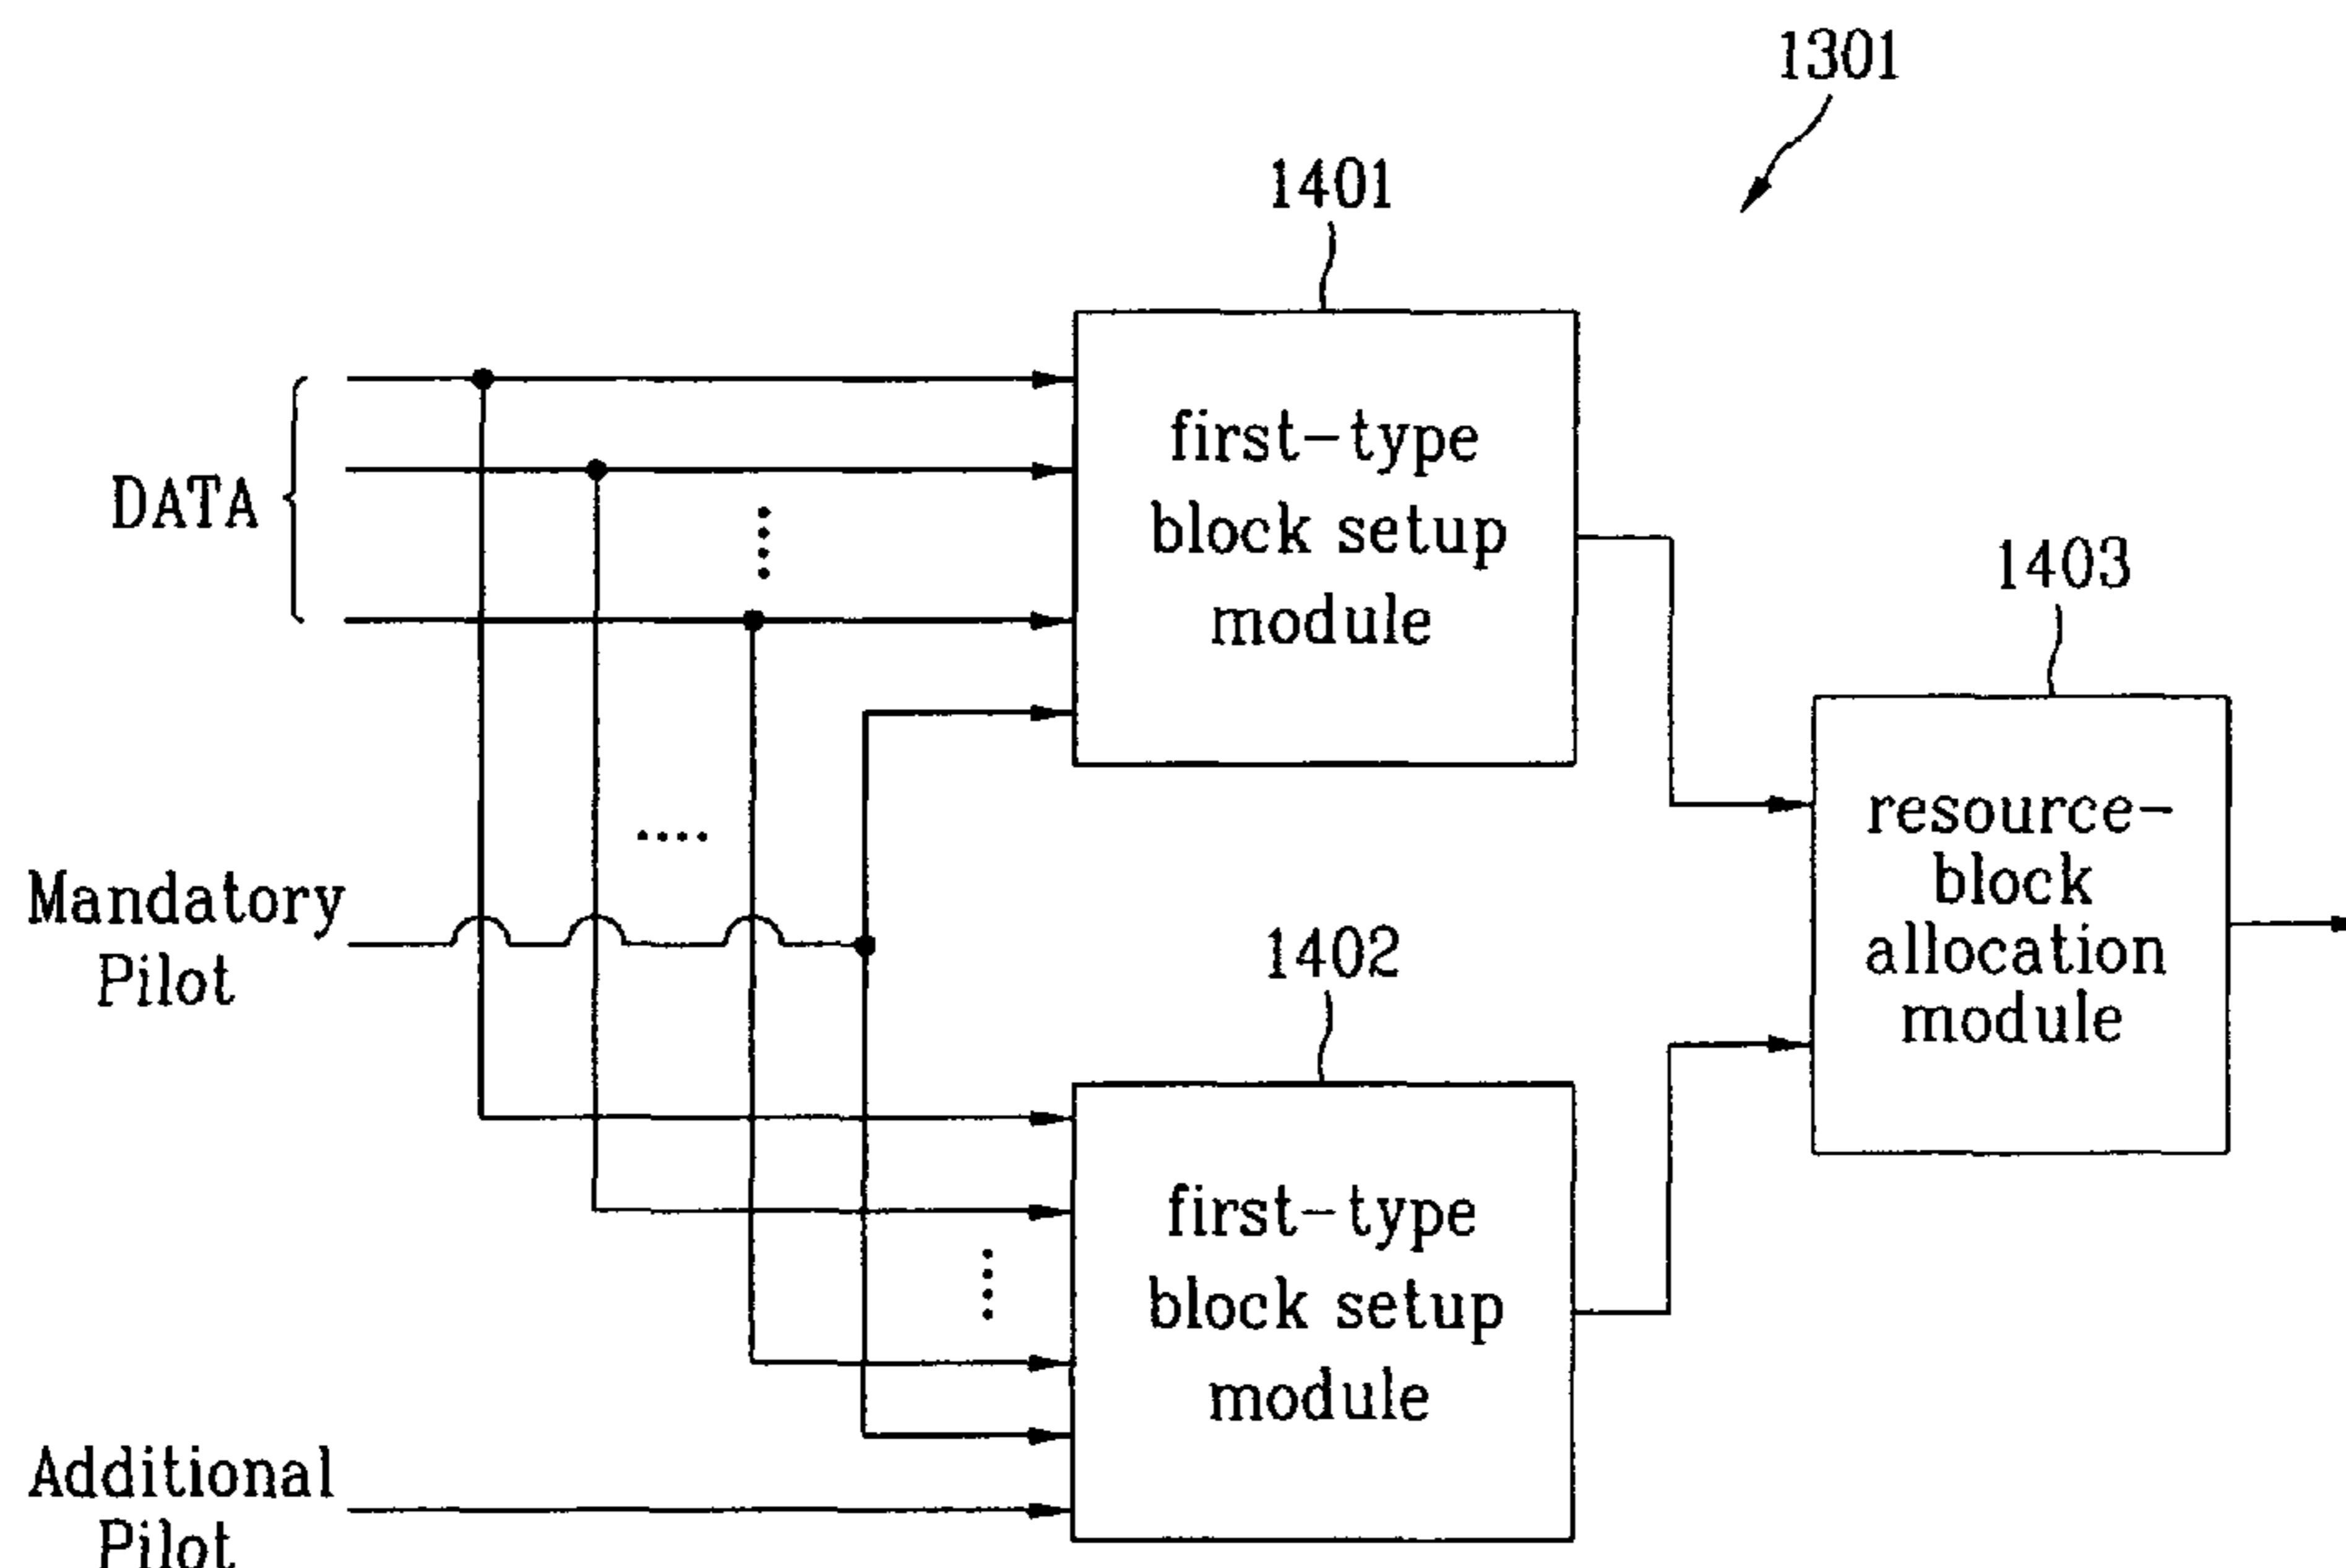 1301
1401
first-type
block setup
module
DATA
1403
resource-
block
allocation
module
Mandatory
Pilot
1402
first-type
block setup
module
Additional
Pilot